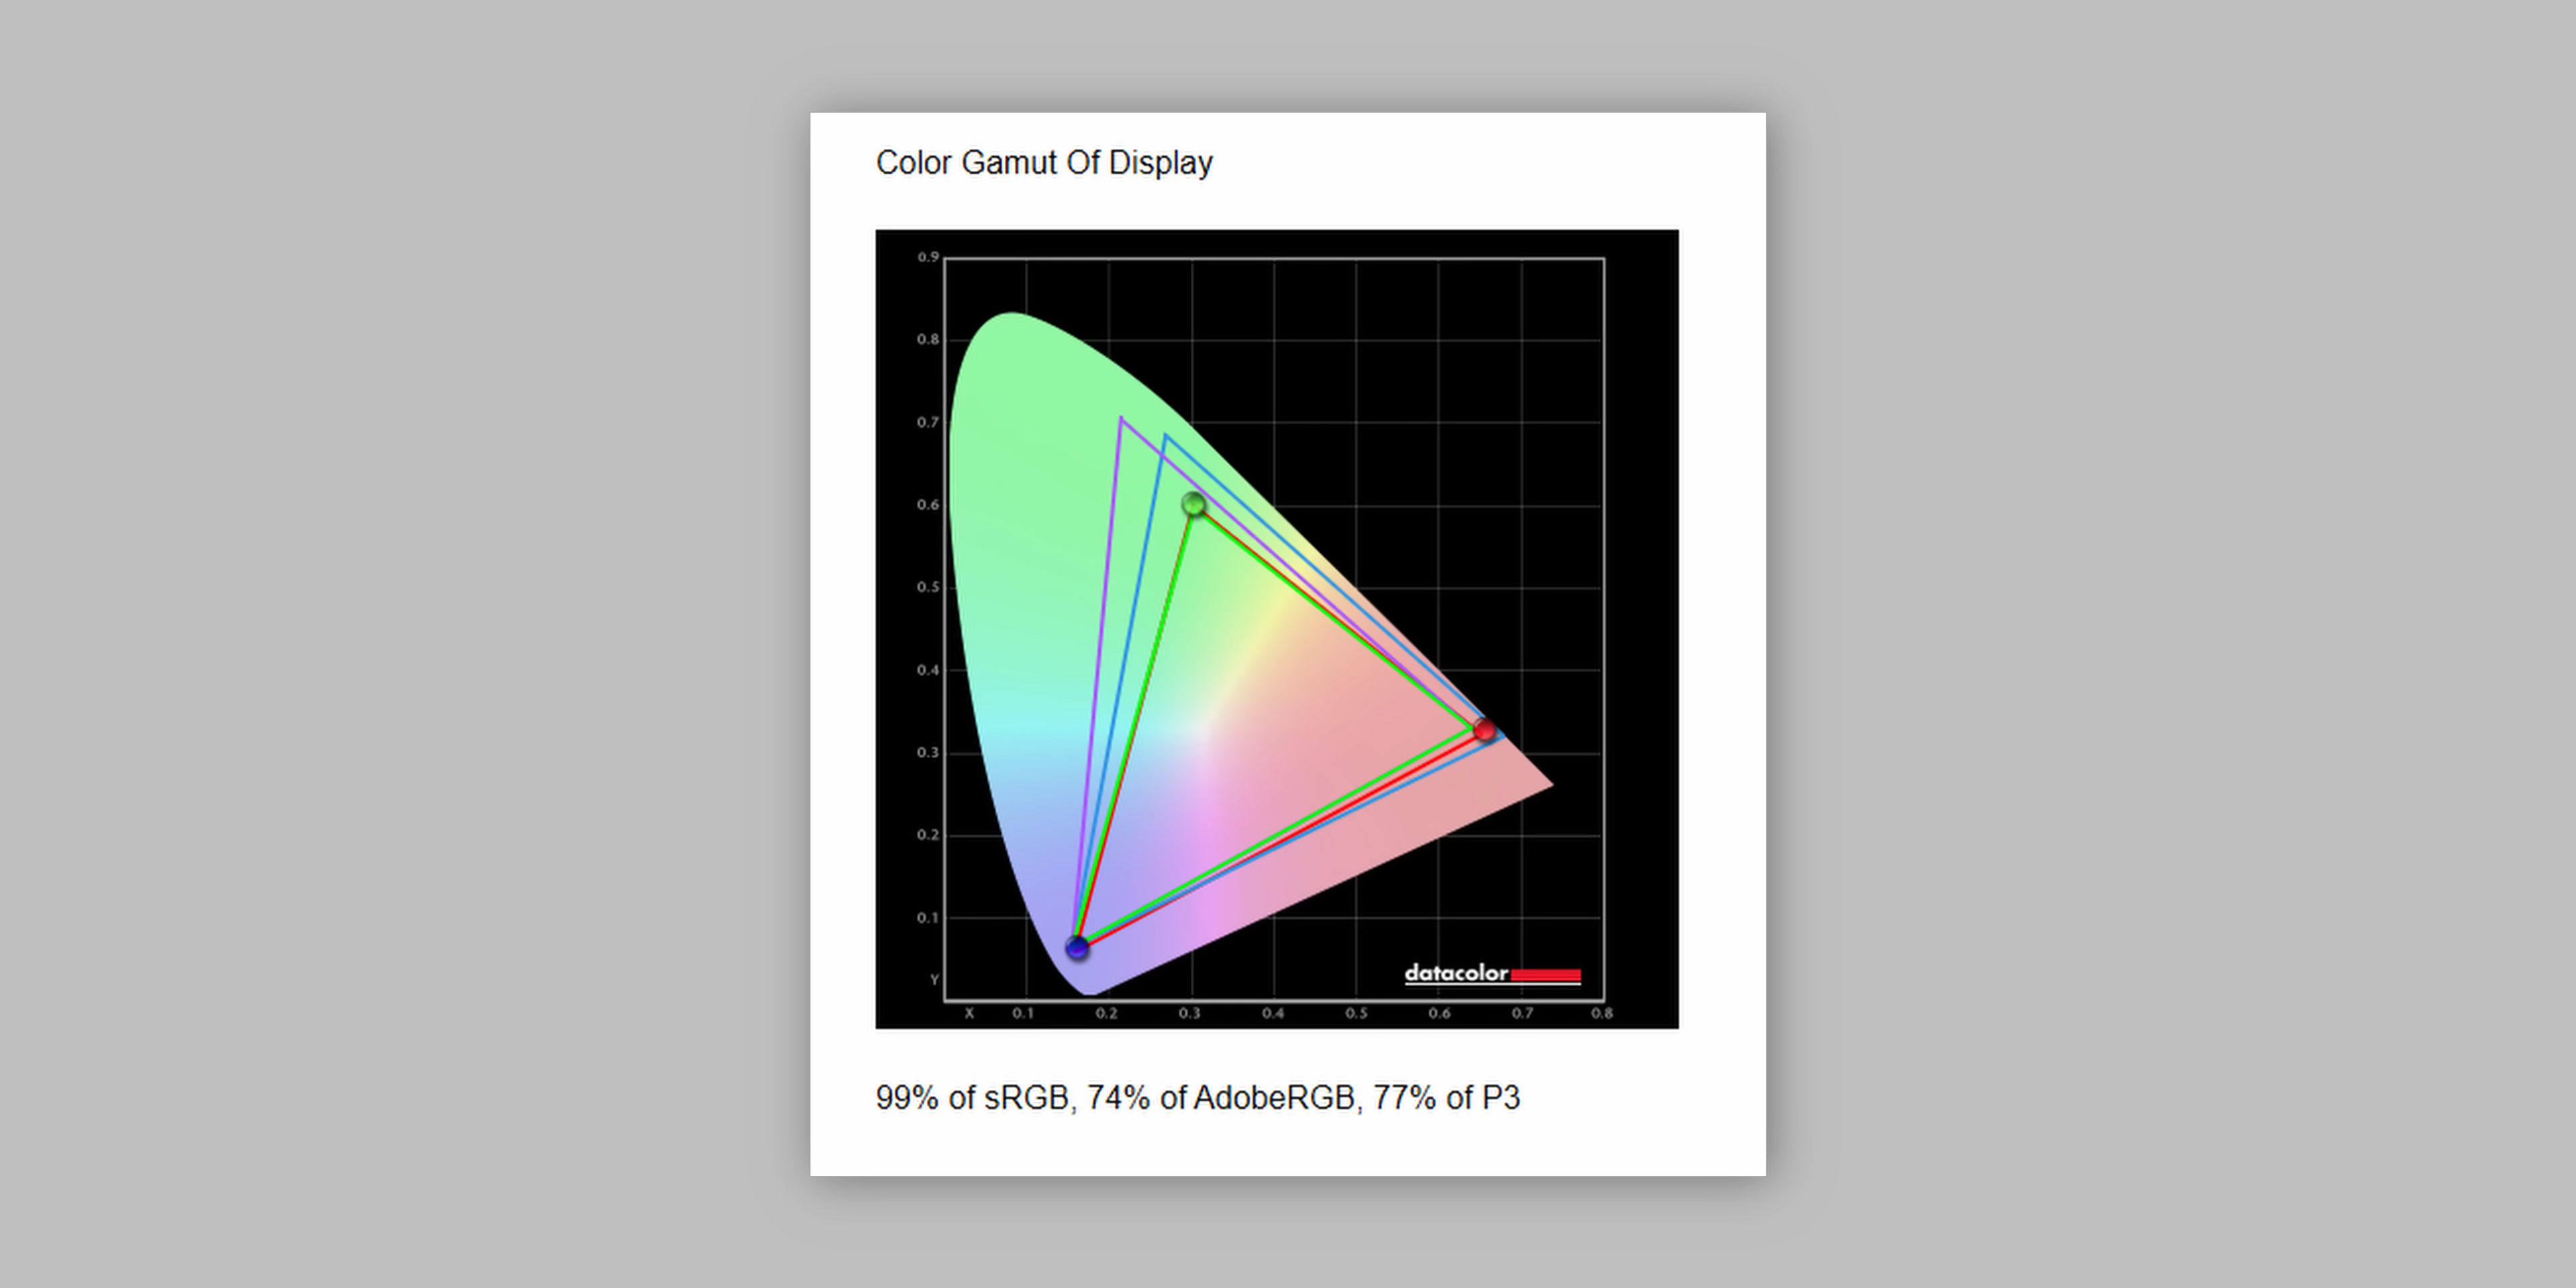 Color Gamut Of Display
0.9
0.8
0.7
0.6
0.5
0.4
0.3
0.2
0.1
Y
X 0.1 0.2 0.3 0.4 0.5 0.6 0.7 0.8
datacolor
99% of sRGB, 74% of AdobeRGB, 77% of P3